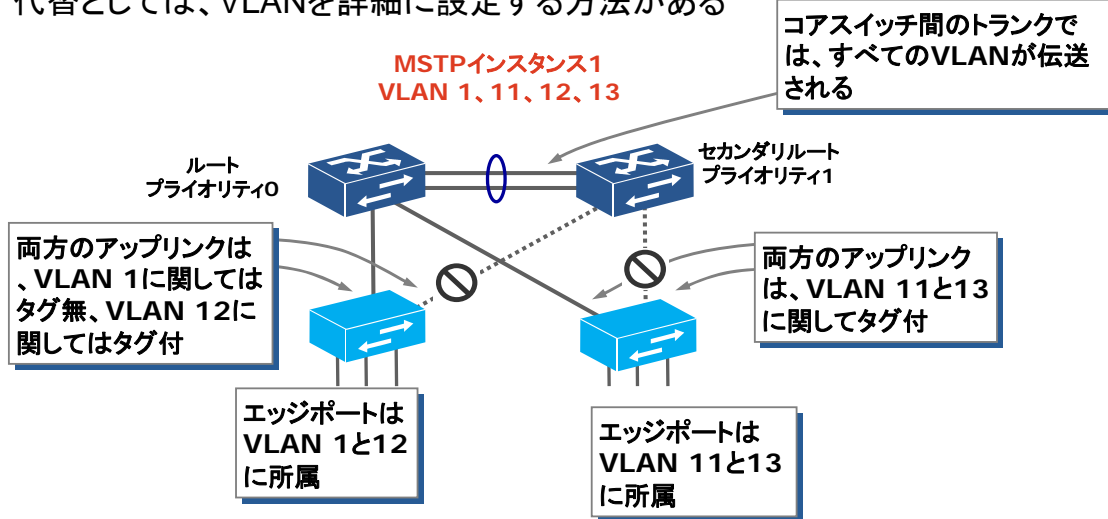 代替としては、VLANを詳細に設定する方法がある
コアスイッチ間のトランクで
は、すべてのVLANが伝送
される
MSTPインスタンス1
VLAN 1、11、12、13
ルート
プライオリティ0
セカンダリルート
プライオリティ1
両方のアップリンクは
、VLAN 1に関しては
タグ無、VLAN 12に
関してはタグ付
両方のアップリンク
は、VLAN 11と13
に関してタグ付
エッジポートは
VLAN 1と12
に所属
エッジポートは
VLAN 11と13
に所属